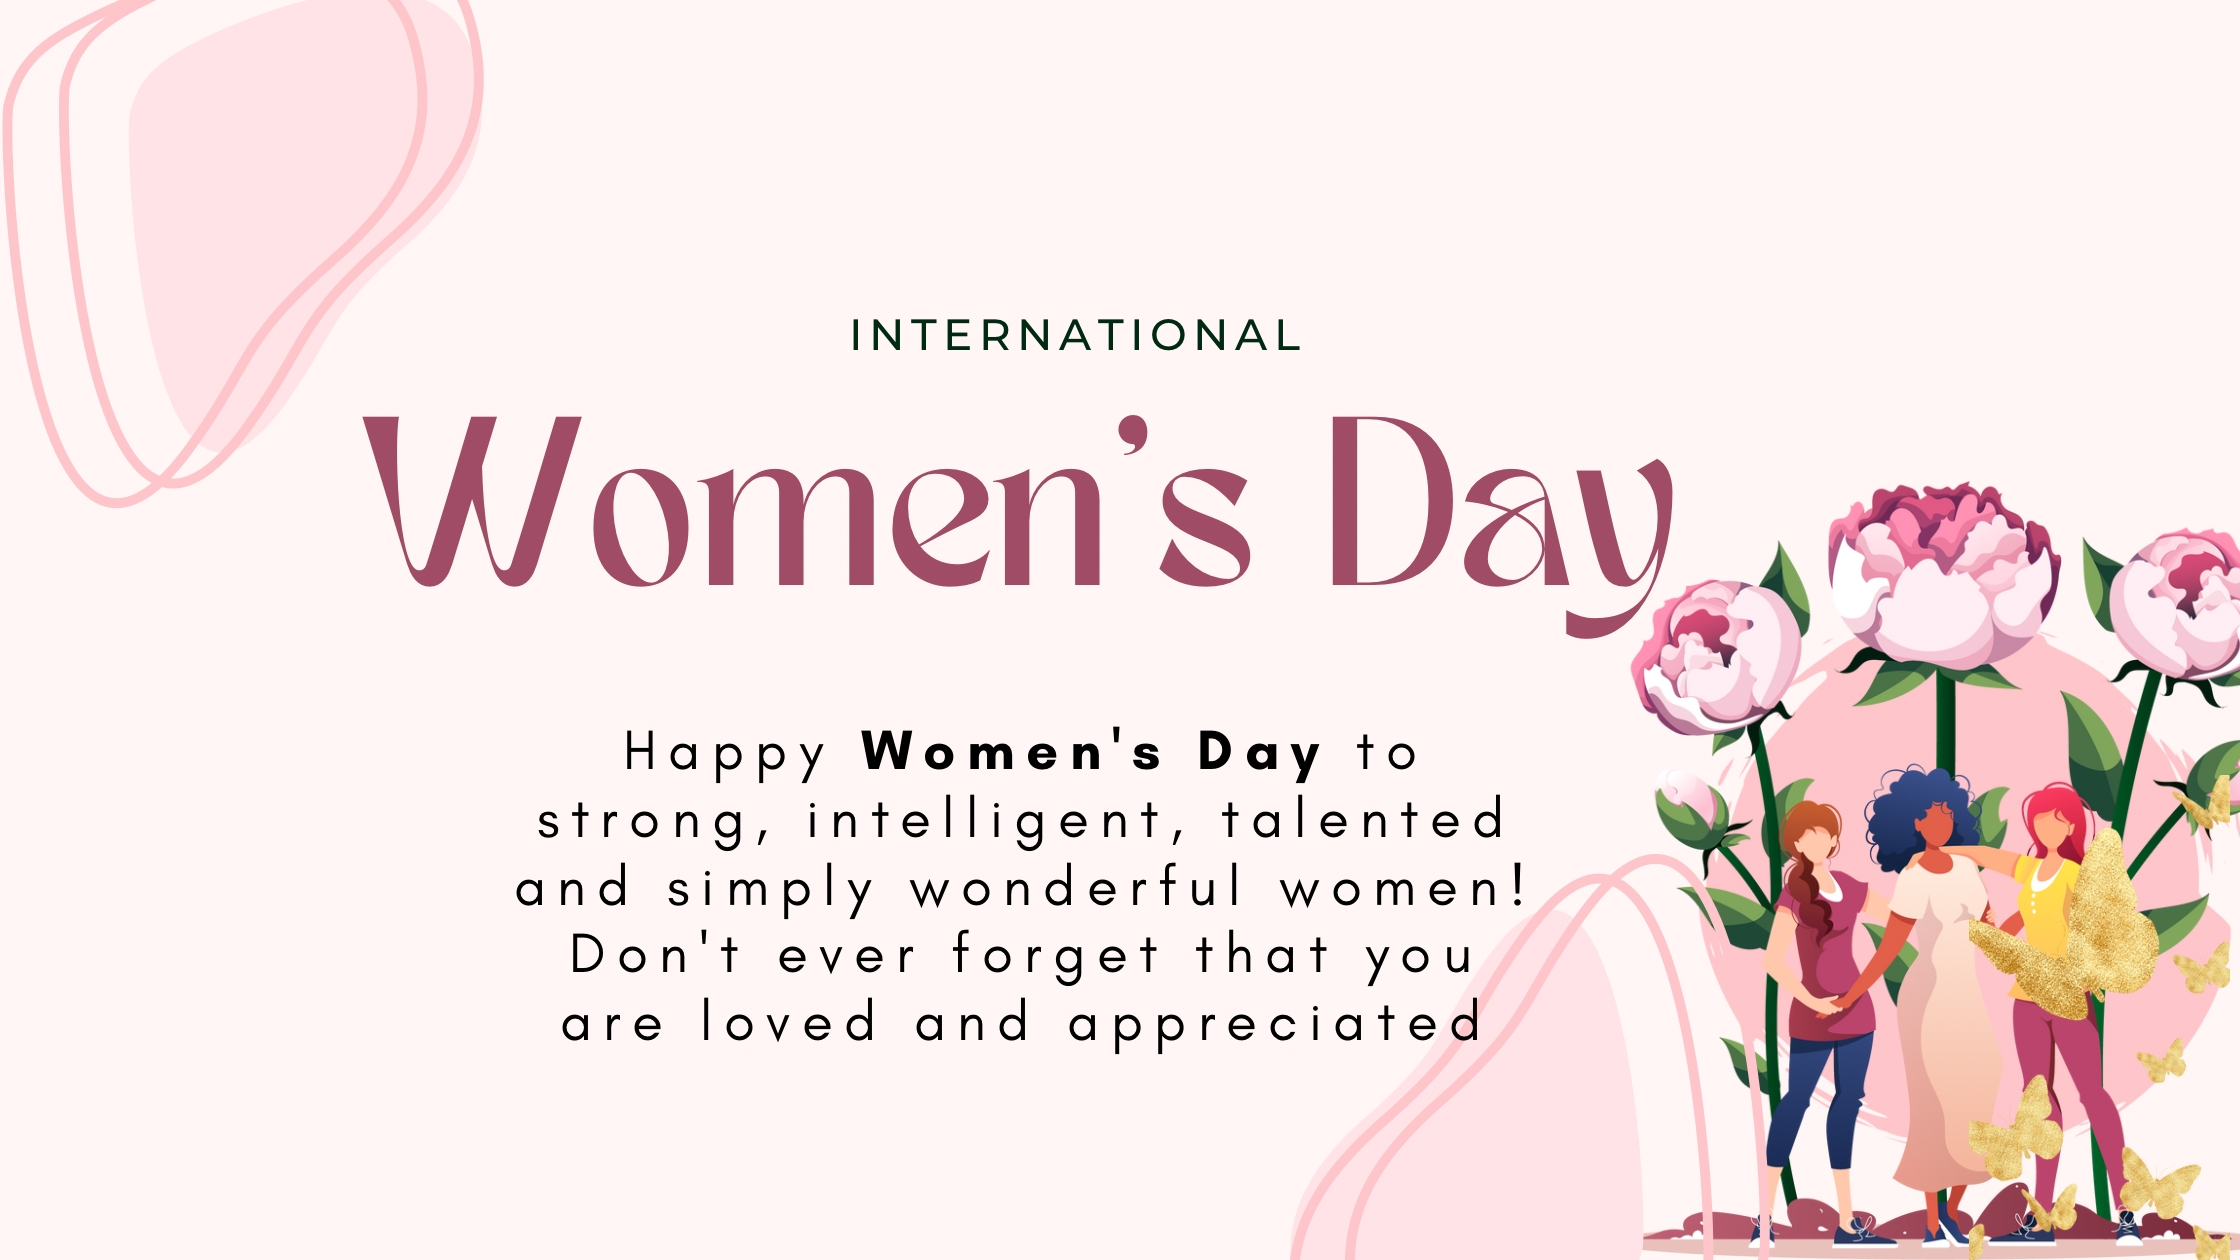 INTERNATIONAL
Women's Day
Happy Women's Day to
strong, intelligent, talented
and simply wonderful women!
Don't ever forget that you
are loved and appreciated